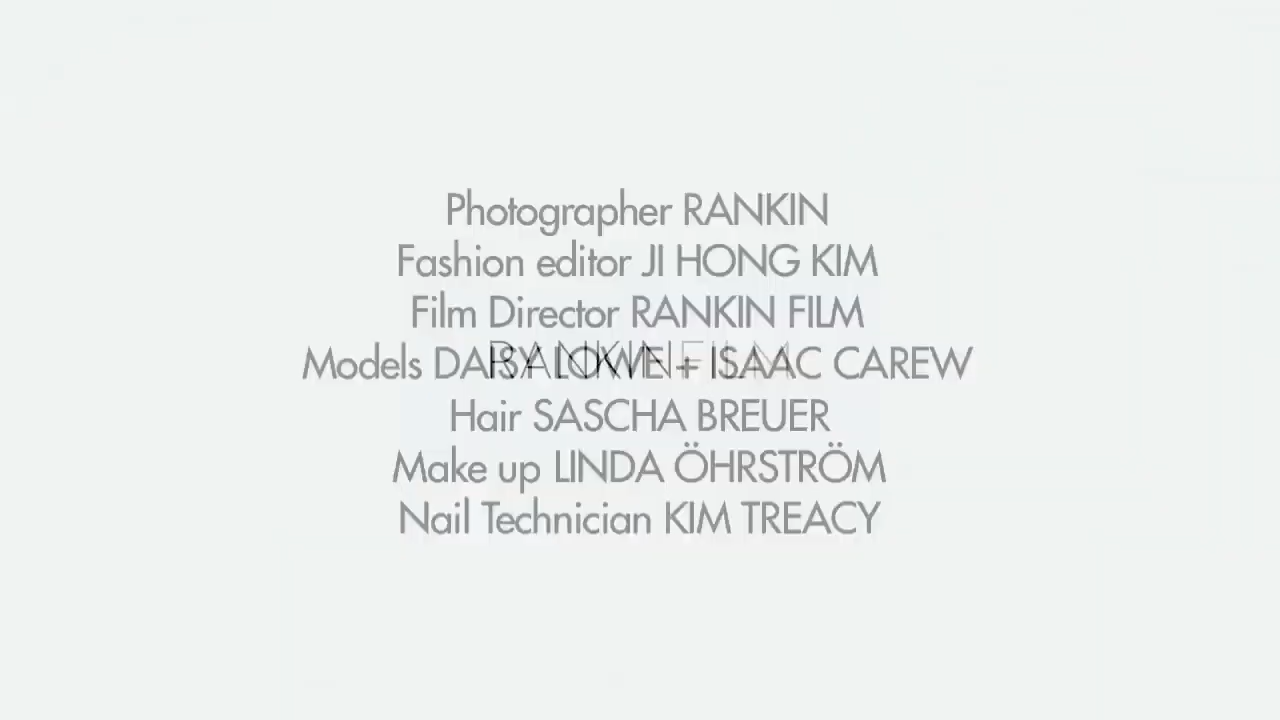 Photographer RANKIN
Fashion editor JI HONG KIM
Film Director RANKIN FILM
Models DAISY LOWE + ISAAC CAREW
RANKINFILM
Hair SASCHA BREUER
Make up LINDA ÖHRSTRÖM
Nail Technician KIM TREACY